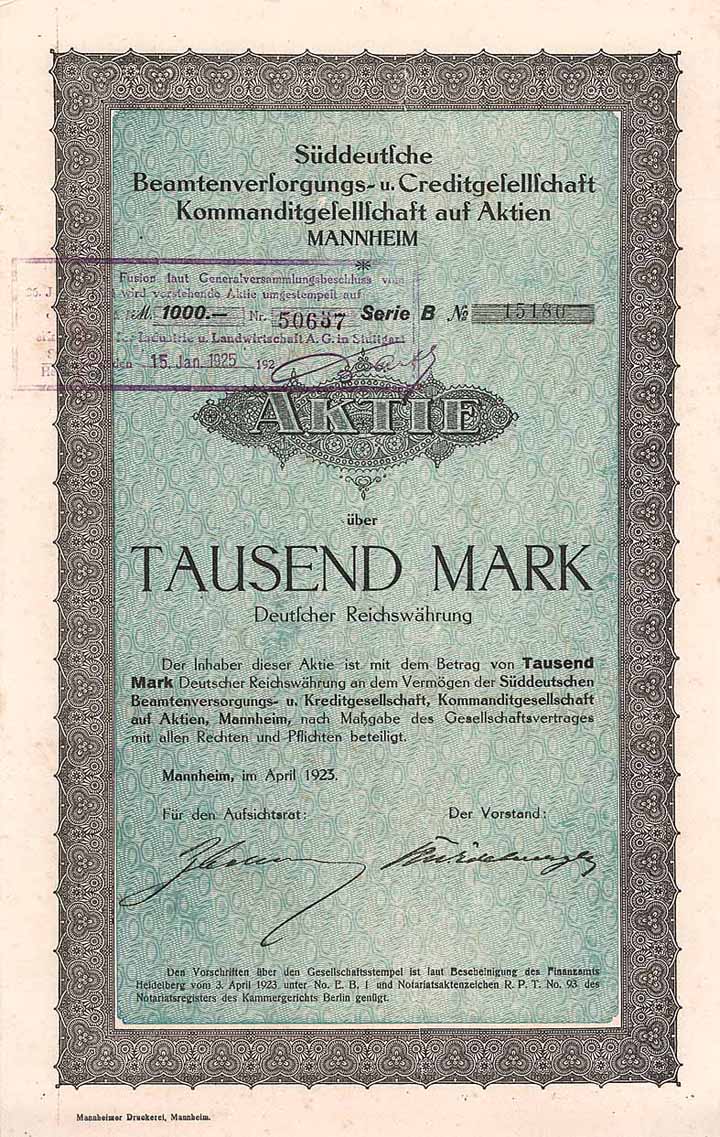 Süddeutſche
Beamtenverſorgungs- u. Creditgeſellſchaft
Kommanditgeſellſchaft auf Aktien
MANNHEIM
Fusion laut Generalversammlungsbeschluss vom
wird vorstehende Aktie umgestempelt auf
M. 1000.— Nr. 50637 Serie B № 15180
Industrie u. Landwirtschaft A. G. in Stuttgart
den 15. Jan. 1925 192
AKTIE
über
TAUSEND MARK
Deutſcher Reichswährung
Der Inhaber dieser Aktie ist mit dem Betrag von Tausend
Mark Deutscher Reichswährung an dem Vermögen der Süddeutschen
Beamtenversorgungs- u. Kreditgesellschaft, Kommanditgesellschaft
auf Aktien, Mannheim, nach Maßgabe des Gesellschaftsvertrages
mit allen Rechten und Pflichten beteiligt.
Mannheim, im April 1923.
Für den Aufsichtsrat: Der Vorstand:
Den Vorschriften über den Gesellschaftsstempel ist laut Bescheinigung des Finanzamts
Heidelberg vom 3. April 1923 unter No. E. B. 1 und Notariatsaktenzeichen R. P. T. No. 93 des
Notariatsregisters des Kammergerichts Berlin genügt.
Mannheimer Druckerei, Mannheim.